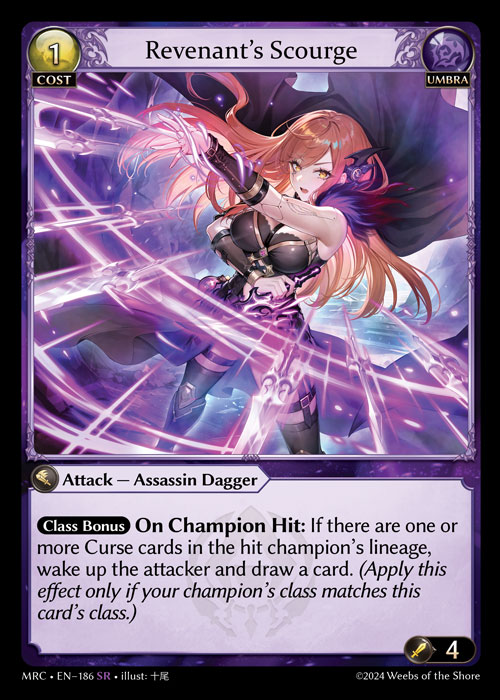 1
Revenant's Scourge
COST
UMBRA
Attack — Assassin Dagger
Class Bonus On Champion Hit: If there are one or
more Curse cards in the hit champion's lineage,
wake up the attacker and draw a card. (Apply this
effect only if your champion's class matches this
card's class.)
4
MRC • EN–186 SR • illust: 十尾
©2024 Weebs of the Shore